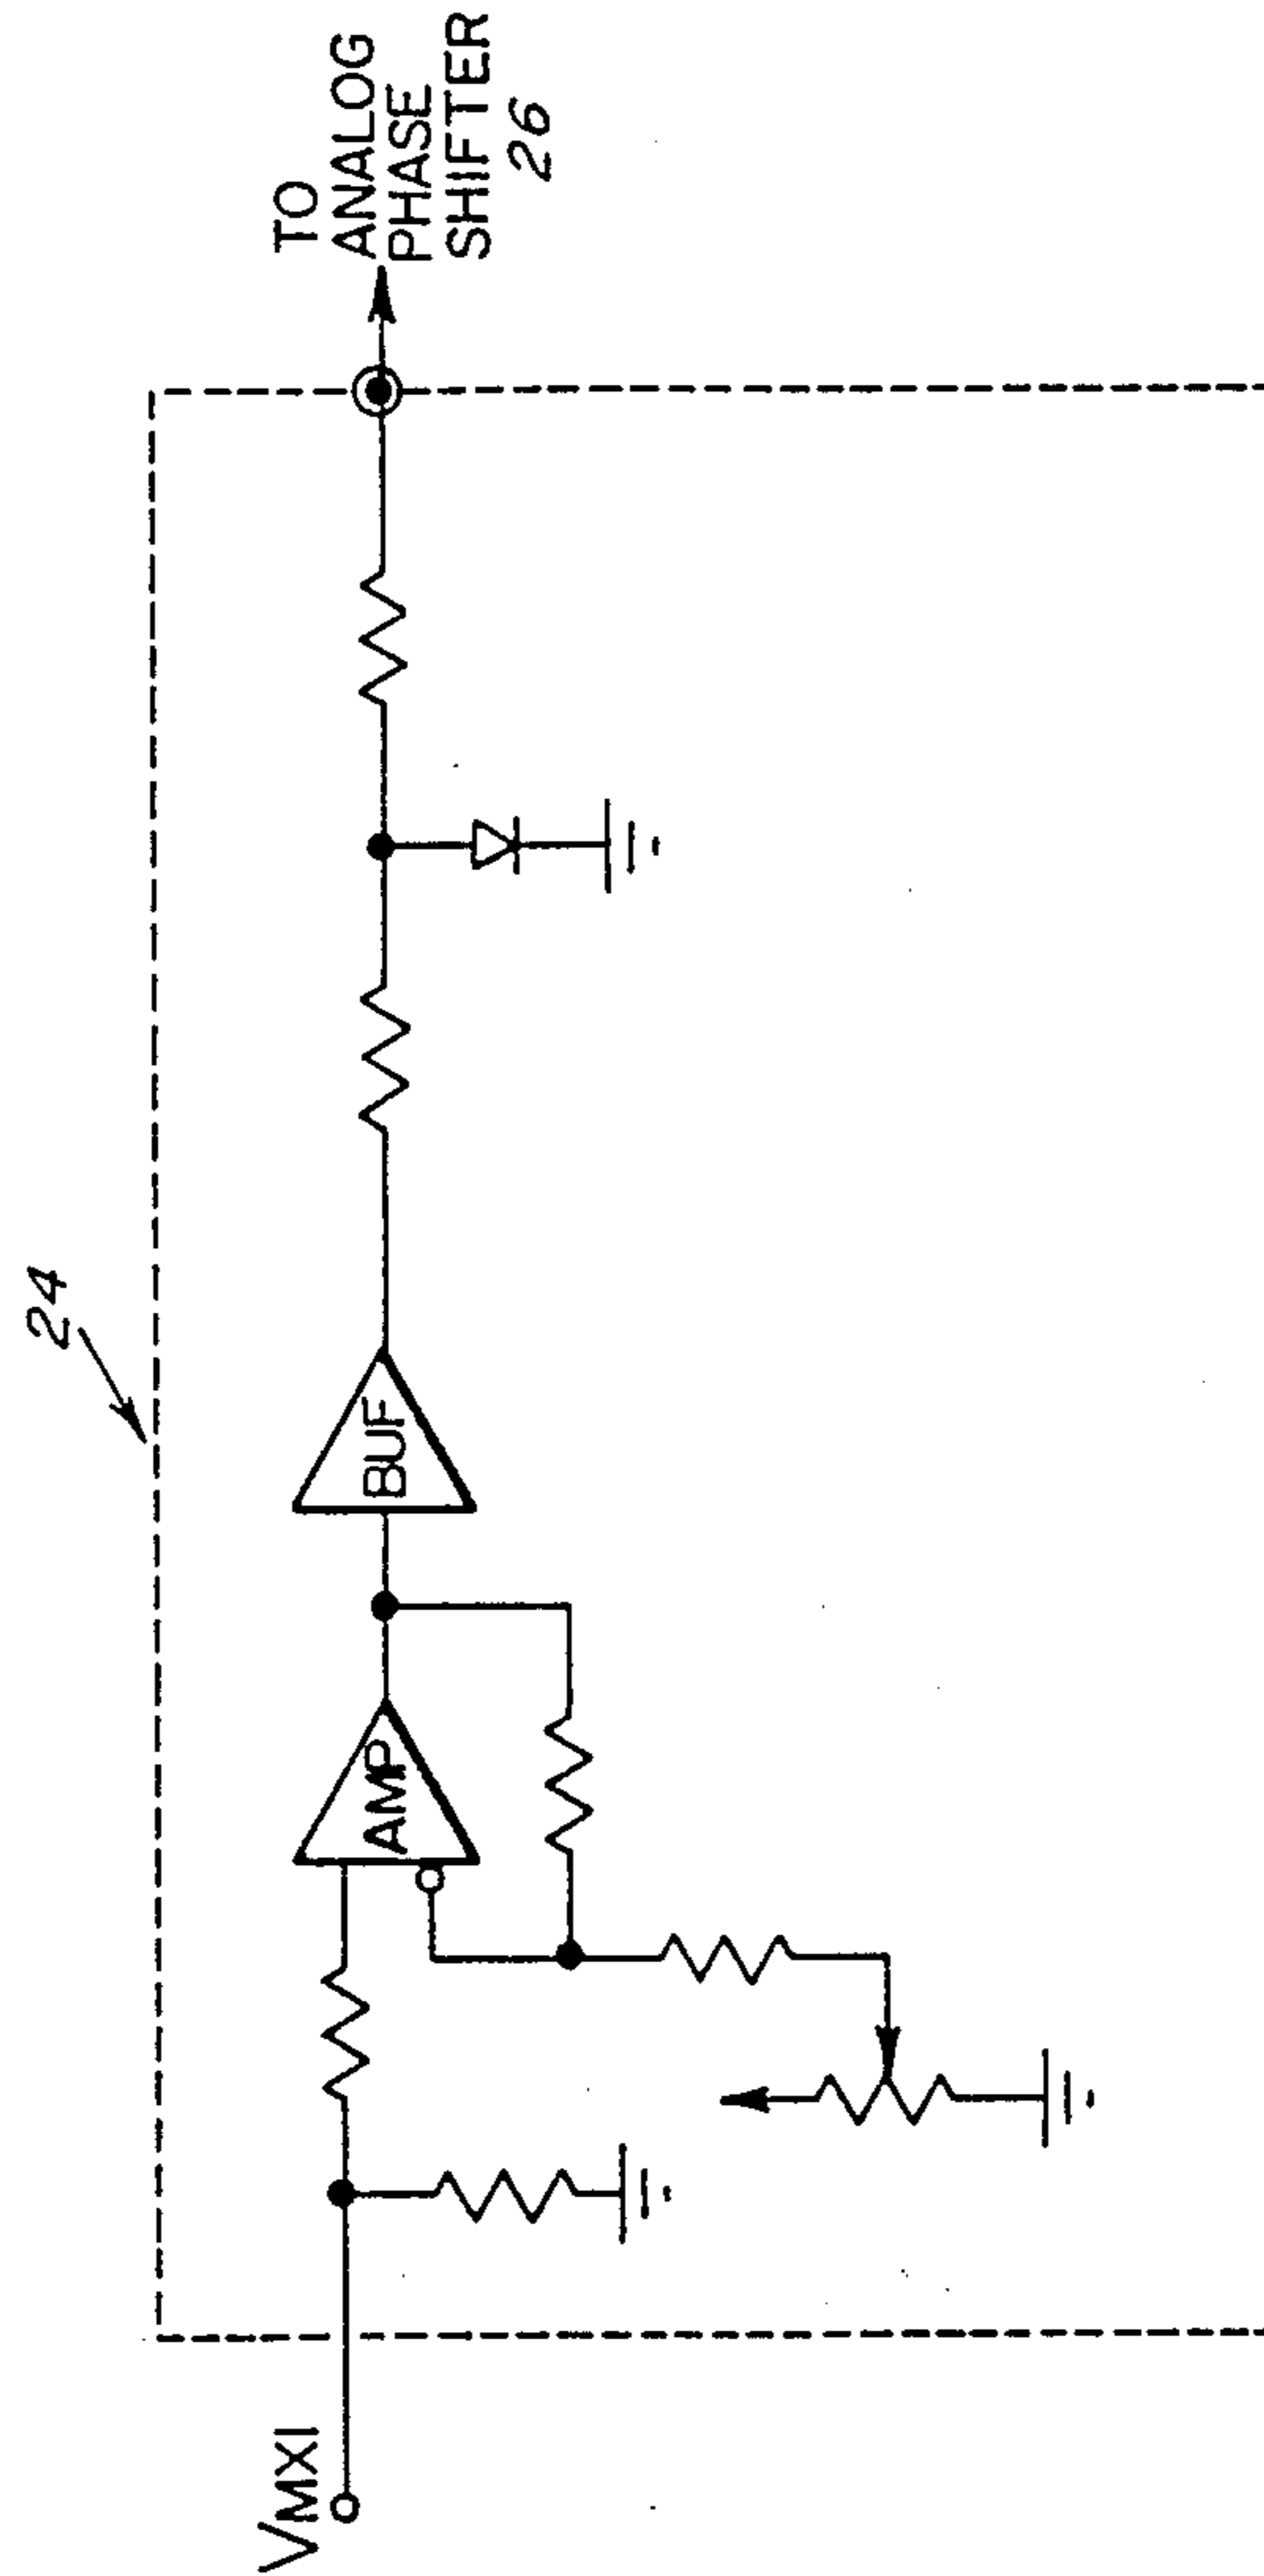 24
TO
ANALOG
PHASE
SHIFTER
26
VMXI
AMP
BUF